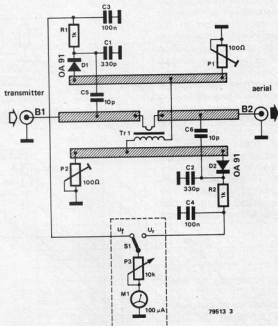 C3
100n
R1
1k
C1
330p
OA 91
D1
100Ω
P1
transmitter
C5
10p
aerial
B1
B2
Tr1
C6
10p
OA 91
D2
P2
100Ω
C2
330p
R2
1k
C4
100n
Uf Ur
S1
P3
10k
M1
100 μA
79513 3